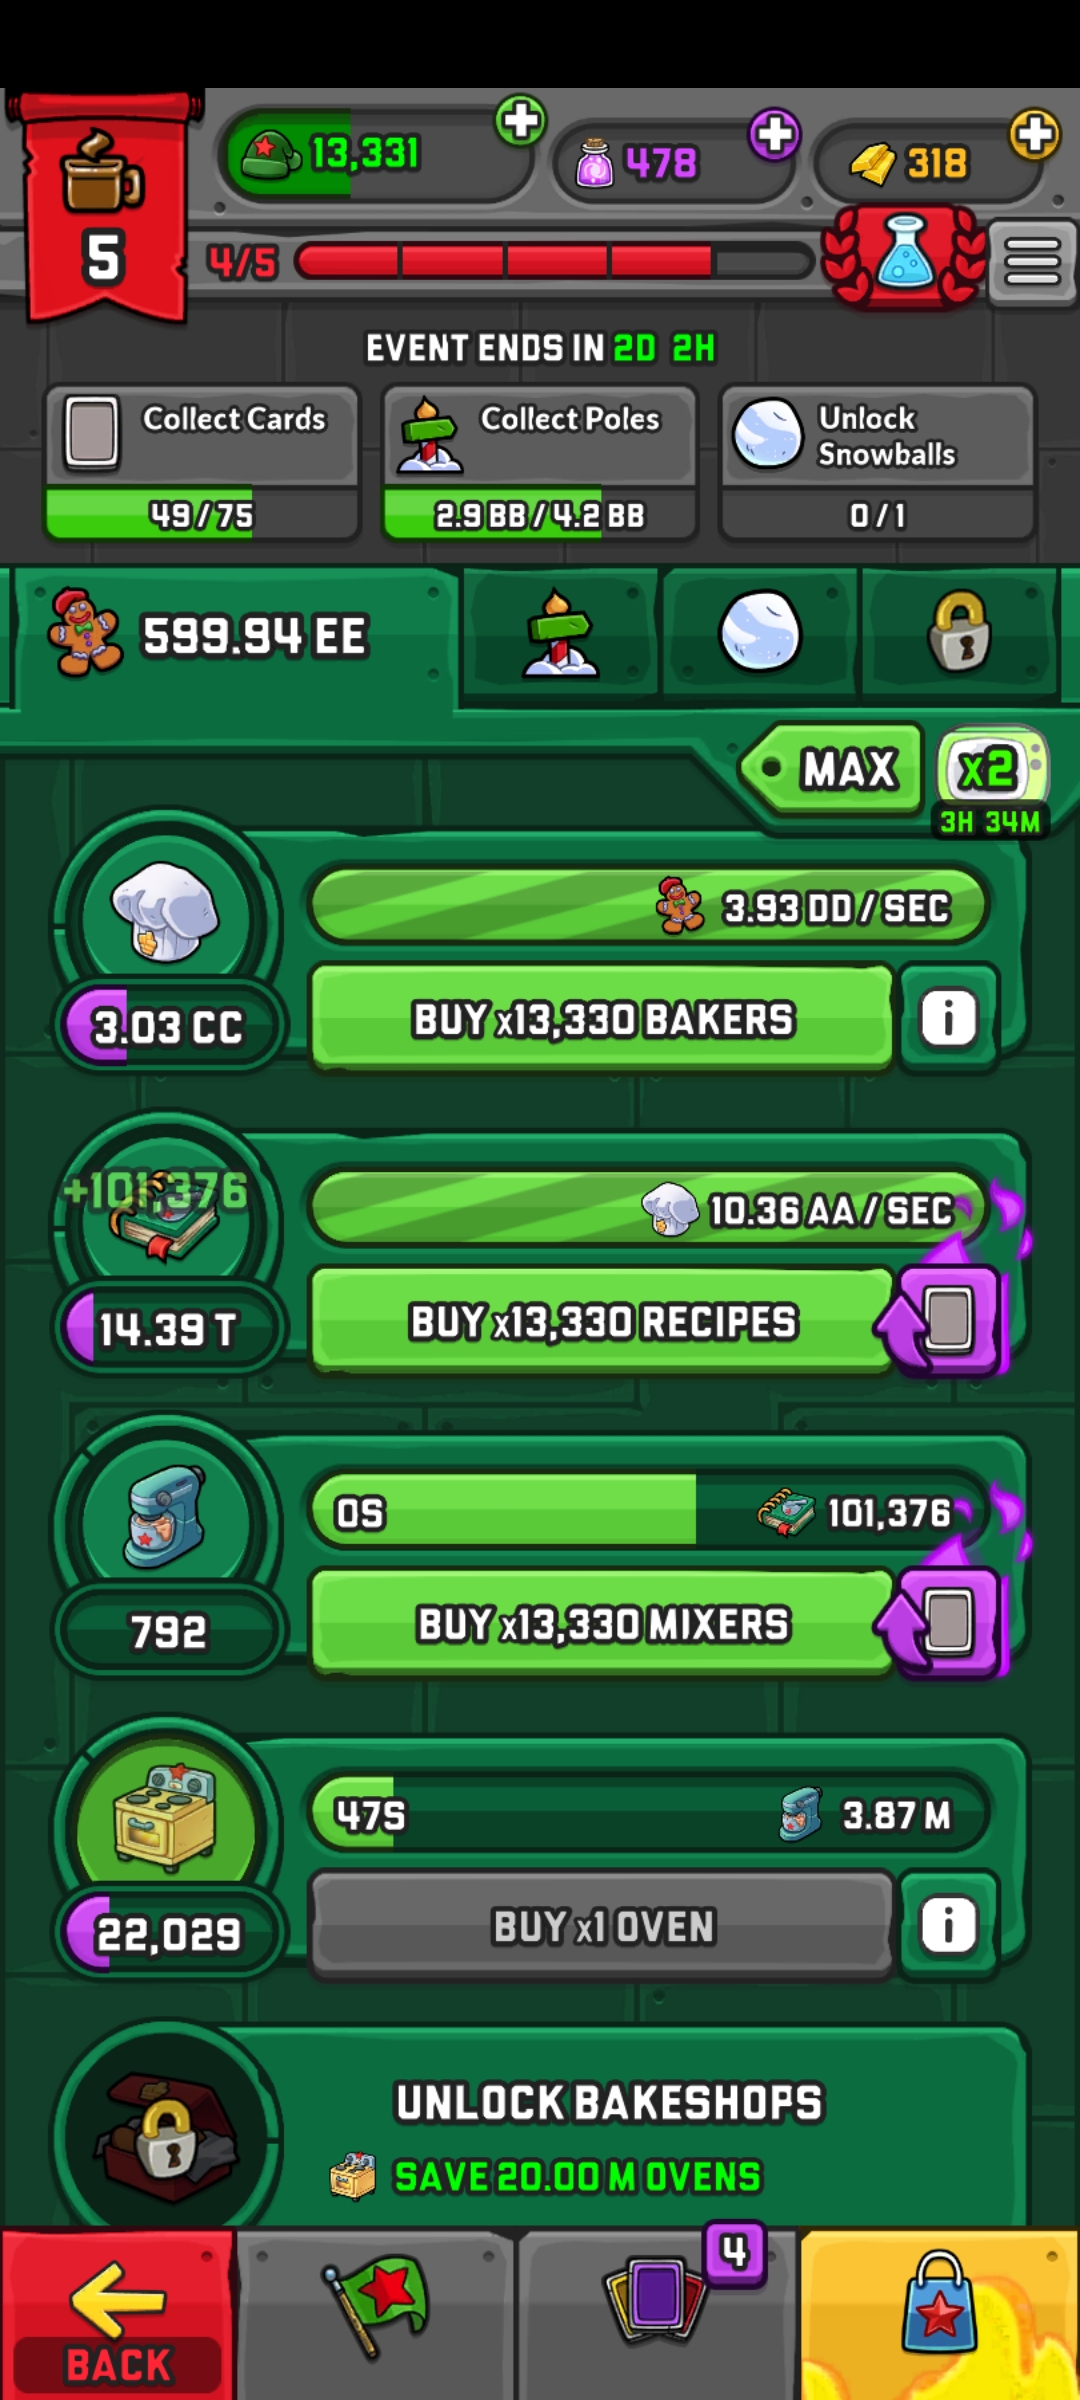 13,331
478
318
5
4/5
EVENT ENDS IN 2D 2H
Collect Cards
49/75
Collect Poles
2.9 BB/4.2 BB
Unlock
Snowballs
0/1
599.94 EE
MAX
x2
3H 34M
3.93 DD/SEC
3.03 CC
BUY x13,330 BAKERS
i
+101,376
10.36 AA/SEC
14.39 T
BUY x13,330 RECIPES
0S
101,376
792
BUY x13,330 MIXERS
47S
3.87 M
22,029
BUY x1 OVEN
i
UNLOCK BAKESHOPS
SAVE 20.00 M OVENS
BACK
4